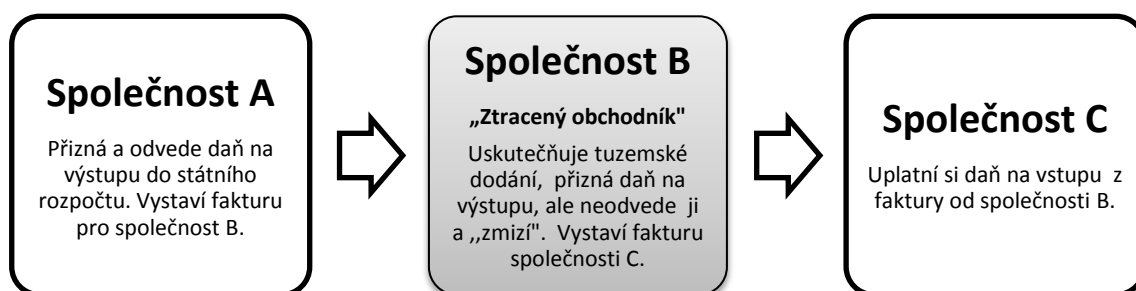 Společnost A
Přizná a odvede daň na
výstupu do státního
rozpočtu. Vystaví fakturu
pro společnost B.
Společnost B
„Ztracený obchodník"
Uskutečňuje tuzemské
dodání, přizná daň na
výstupu, ale neodvede ji
a ,,zmizí". Vystaví fakturu
společnosti C.
Společnost C
Uplatní si daň na vstupu z
faktury od společnosti B.